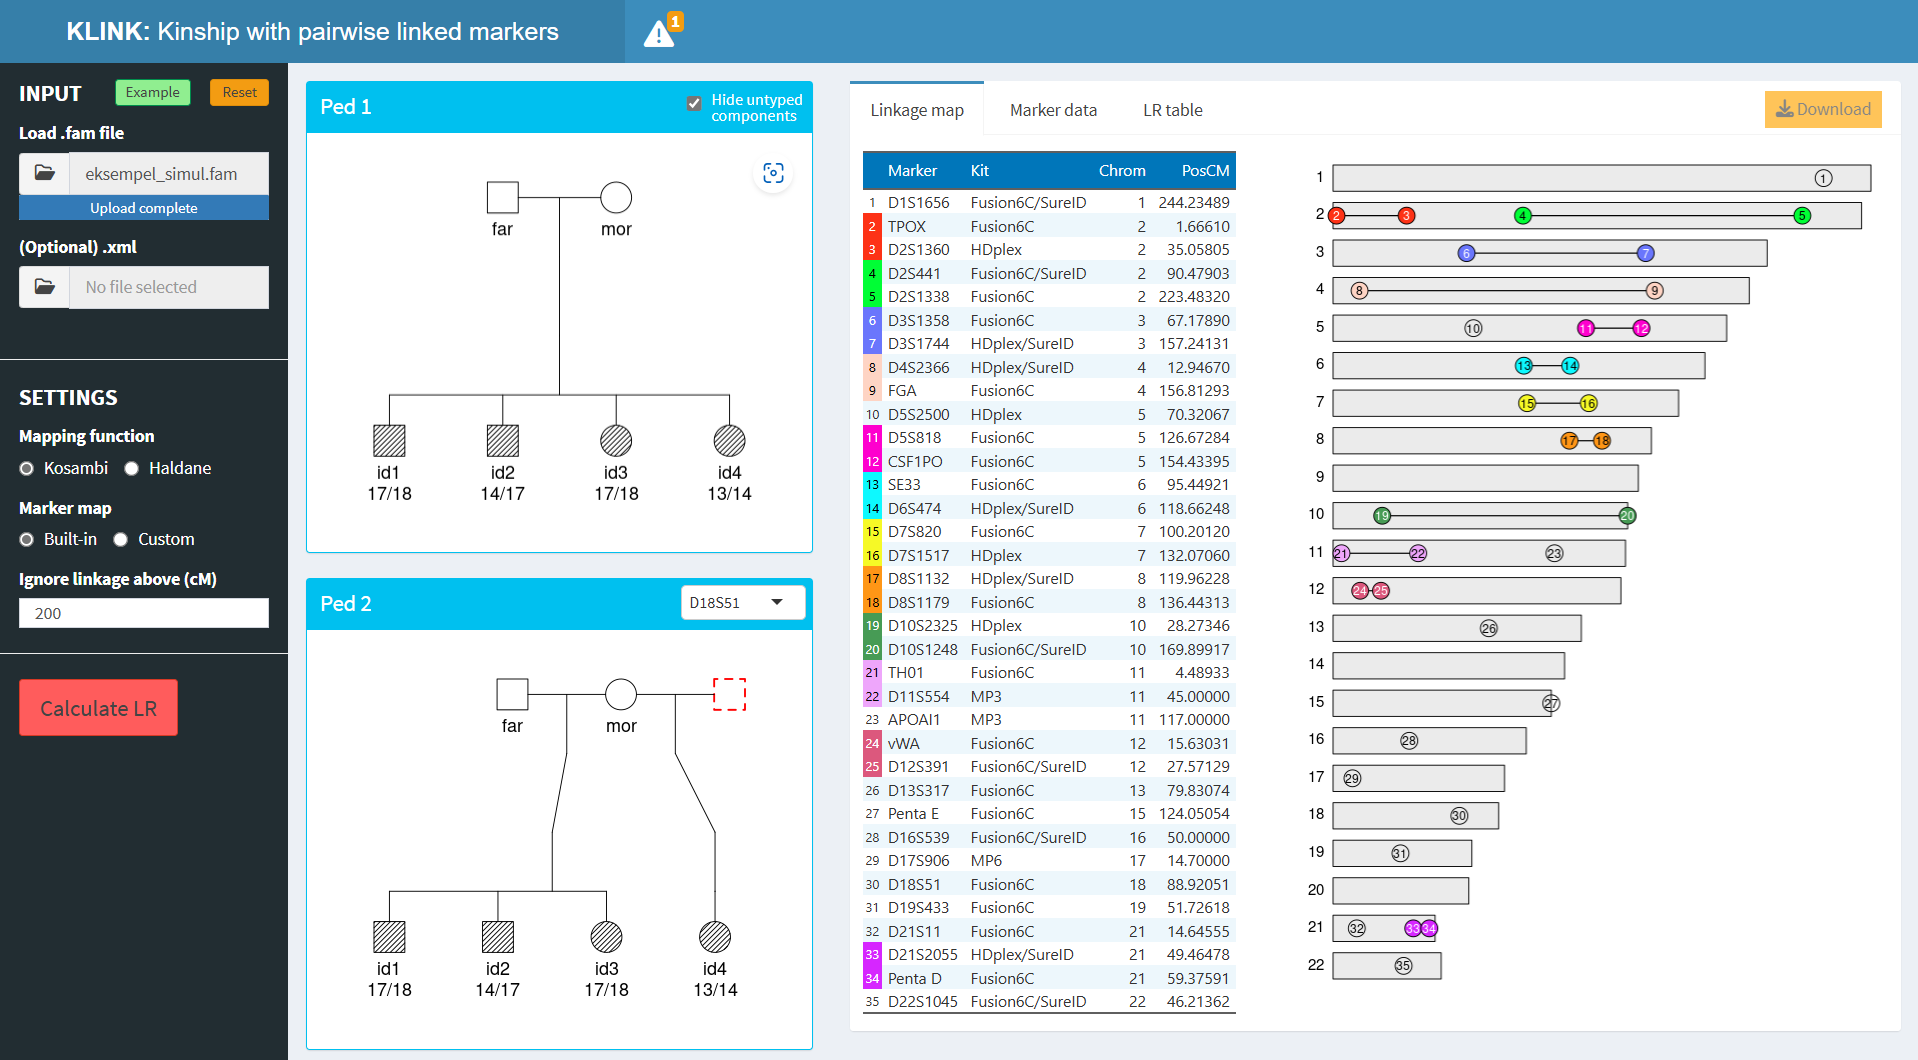 KLINK: Kinship with pairwise linked markers
1
INPUT
Example
Reset
Load .fam file
eksempel_simul.fam
Upload complete
(Optional) .xml
No file selected
SETTINGS
Mapping function
Kosambi
Haldane
Marker map
Built-in
Custom
Ignore linkage above (cM)
200
Calculate LR
Ped 1
Hide untyped
components
far
mor
id1
id2
id3
id4
17/18
14/17
17/18
13/14
Ped 2
D18S51
far
mor
id1
id2
id3
id4
17/18
14/17
17/18
13/14
Linkage map
Marker data
LR table
Download
Marker Kit Chrom PosCM
1 D1S1656 Fusion6C/SureID 1 244.23489
2 TPOX Fusion6C 2 1.66610
3 D2S1360 HDplex 2 35.05805
4 D2S441 Fusion6C/SureID 2 90.47903
5 D2S1338 Fusion6C 2 223.48320
6 D3S1358 Fusion6C 3 67.17890
7 D3S1744 HDplex/SureID 3 157.24131
8 D4S2366 HDplex/SureID 4 12.94670
9 FGA Fusion6C 4 156.81293
10 D5S2500 HDplex 5 70.32067
11 D5S818 Fusion6C 5 126.67284
12 CSF1PO Fusion6C 5 154.43395
13 SE33 Fusion6C 6 95.44921
14 D6S474 HDplex/SureID 6 118.66248
15 D7S820 Fusion6C 7 100.20120
16 D7S1517 HDplex 7 132.07060
17 D8S1132 HDplex/SureID 8 119.96228
18 D8S1179 Fusion6C 8 136.44313
19 D10S2325 HDplex 10 28.27346
20 D10S1248 Fusion6C/SureID 10 169.89917
21 TH01 Fusion6C 11 4.48933
22 D11S554 MP3 11 45.00000
23 APOAI1 MP3 11 117.00000
24 vWA Fusion6C 12 15.63031
25 D12S391 Fusion6C/SureID 12 27.57129
26 D13S317 Fusion6C 13 79.83074
27 Penta E Fusion6C 15 124.05054
28 D16S539 Fusion6C/SureID 16 50.00000
29 D17S906 MP6 17 14.70000
30 D18S51 Fusion6C 18 88.92051
31 D19S433 Fusion6C 19 51.72618
32 D21S11 Fusion6C 21 14.64555
33 D21S2055 HDplex/SureID 21 49.46478
34 Penta D Fusion6C 21 59.37591
35 D22S1045 Fusion6C/SureID 22 46.21362
1 1
2 2 3 4 5
3 6 7
4 8 9
5 10 11 12
6 13 14
7 15 16
8 17 18
9
10 19 20
11 21 22 23
12 24 25
13 26
14
15 27
16 28
17 29
18 30
19 31
20
21 32 33 34
22 35